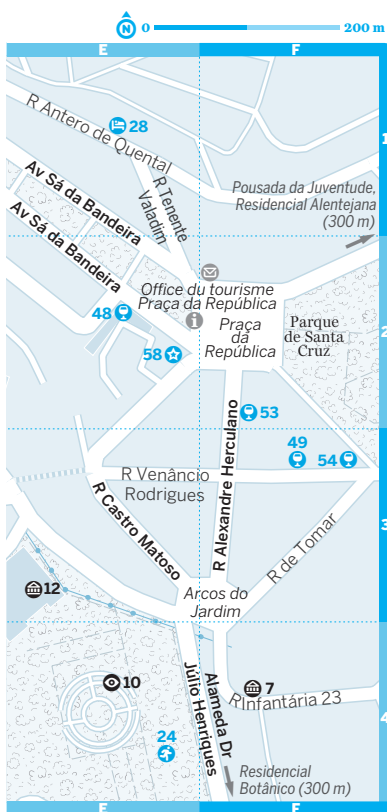 N 0 200 m
E F
R Antero de Quental
28
1
Av Sá da Bandeira
R Tenente
Valadim
Pousada da Juventude,
Residencial Alentejana
(300 m)
Av Sá da Bandeira
Office du tourisme
Praça da República
48
Praça
da
República
Parque
de Santa
Cruz
2
58
53
R Alexandre Herculano
49
54
R Venâncio
Rodrigues
R Castro Matoso
3
R de Tomar
12
Arcos do
Jardim
10
7
RInfantária 23
Alameda Dr
Júlio Henriques
4
24
Residencial
Botânico (300 m)
E F